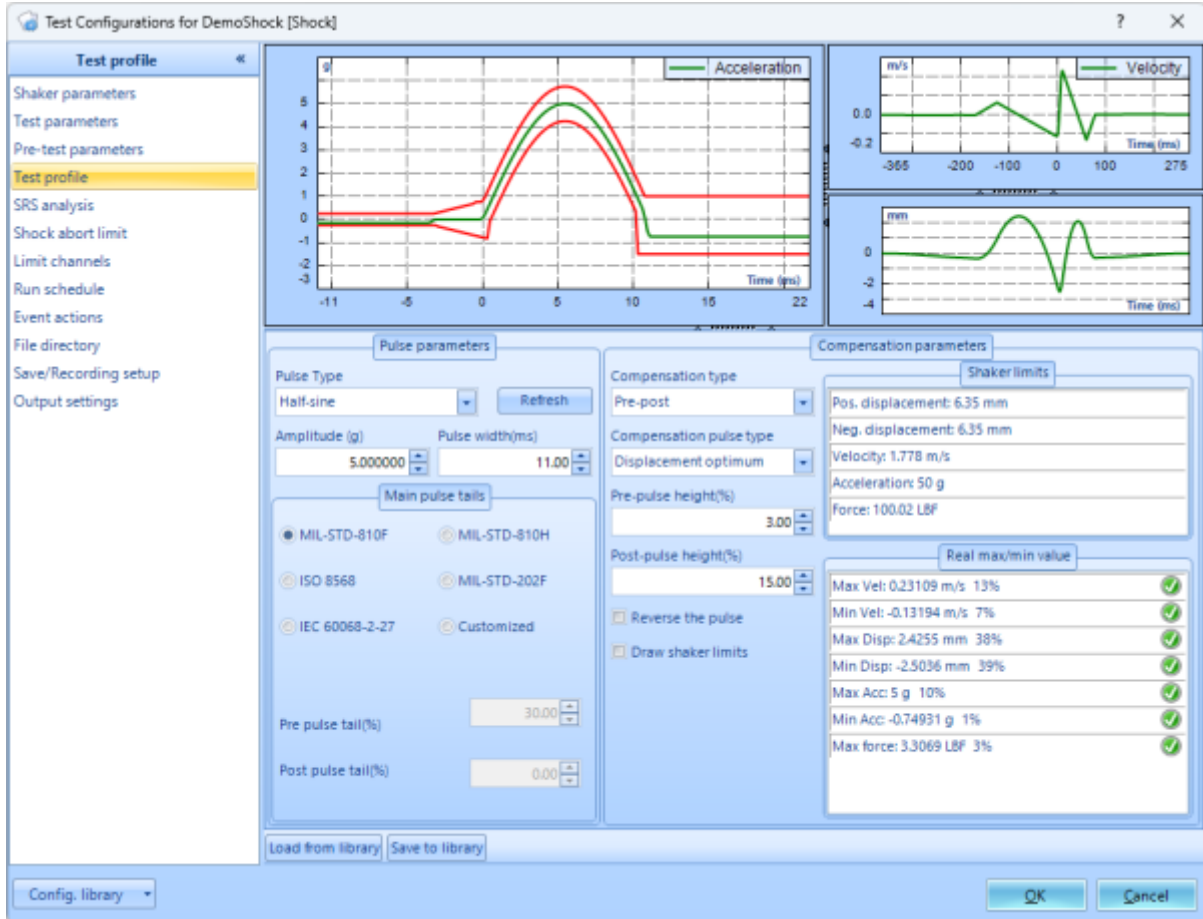 Test Configurations for DemoShock [Shock]
? ×
Test profile «
Shaker parameters
Test parameters
Pre-test parameters
Test profile
SRS analysis
Shock abort limit
Limit channels
Run schedule
Event actions
File directory
Save/Recording setup
Output settings
g
Acceleration
5
4
3
2
1
0
-1
-2
-3
Time (ms)
-11 -5 0 5 10 15 22
m/s
Velocity
0.0
-0.2
Time (ms)
-365 -200 -100 0 100 275
mm
0
-2
-4
Time (ms)
Pulse parameters
Pulse Type
Half-sine
Refresh
Amplitude (g) Pulse width(ms)
5.000000 11.00
Main pulse tails
MIL-STD-810F MIL-STD-810H
ISO 8568 MIL-STD-202F
IEC 60068-2-27 Customized
Pre pulse tail(%) 30.00
Post pulse tail(%) 0.00
Compensation parameters
Compensation type
Pre-post
Compensation pulse type
Displacement optimum
Pre-pulse height(%)
3.00
Post-pulse height(%)
15.00
Reverse the pulse
Draw shaker limits
Shaker limits
Pos. displacement: 6.35 mm
Neg. displacement: 6.35 mm
Velocity: 1.778 m/s
Acceleration: 50 g
Force: 100.02 LBF
Real max/min value
Max Vel: 0.23109 m/s 13%
Min Vel: -0.13194 m/s 7%
Max Disp: 2.4255 mm 38%
Min Disp: -2.5036 mm 39%
Max Acc: 5 g 10%
Min Acc: -0.74931 g 1%
Max force: 3.3069 LBF 3%
Load from library Save to library
Config. library
OK Cancel